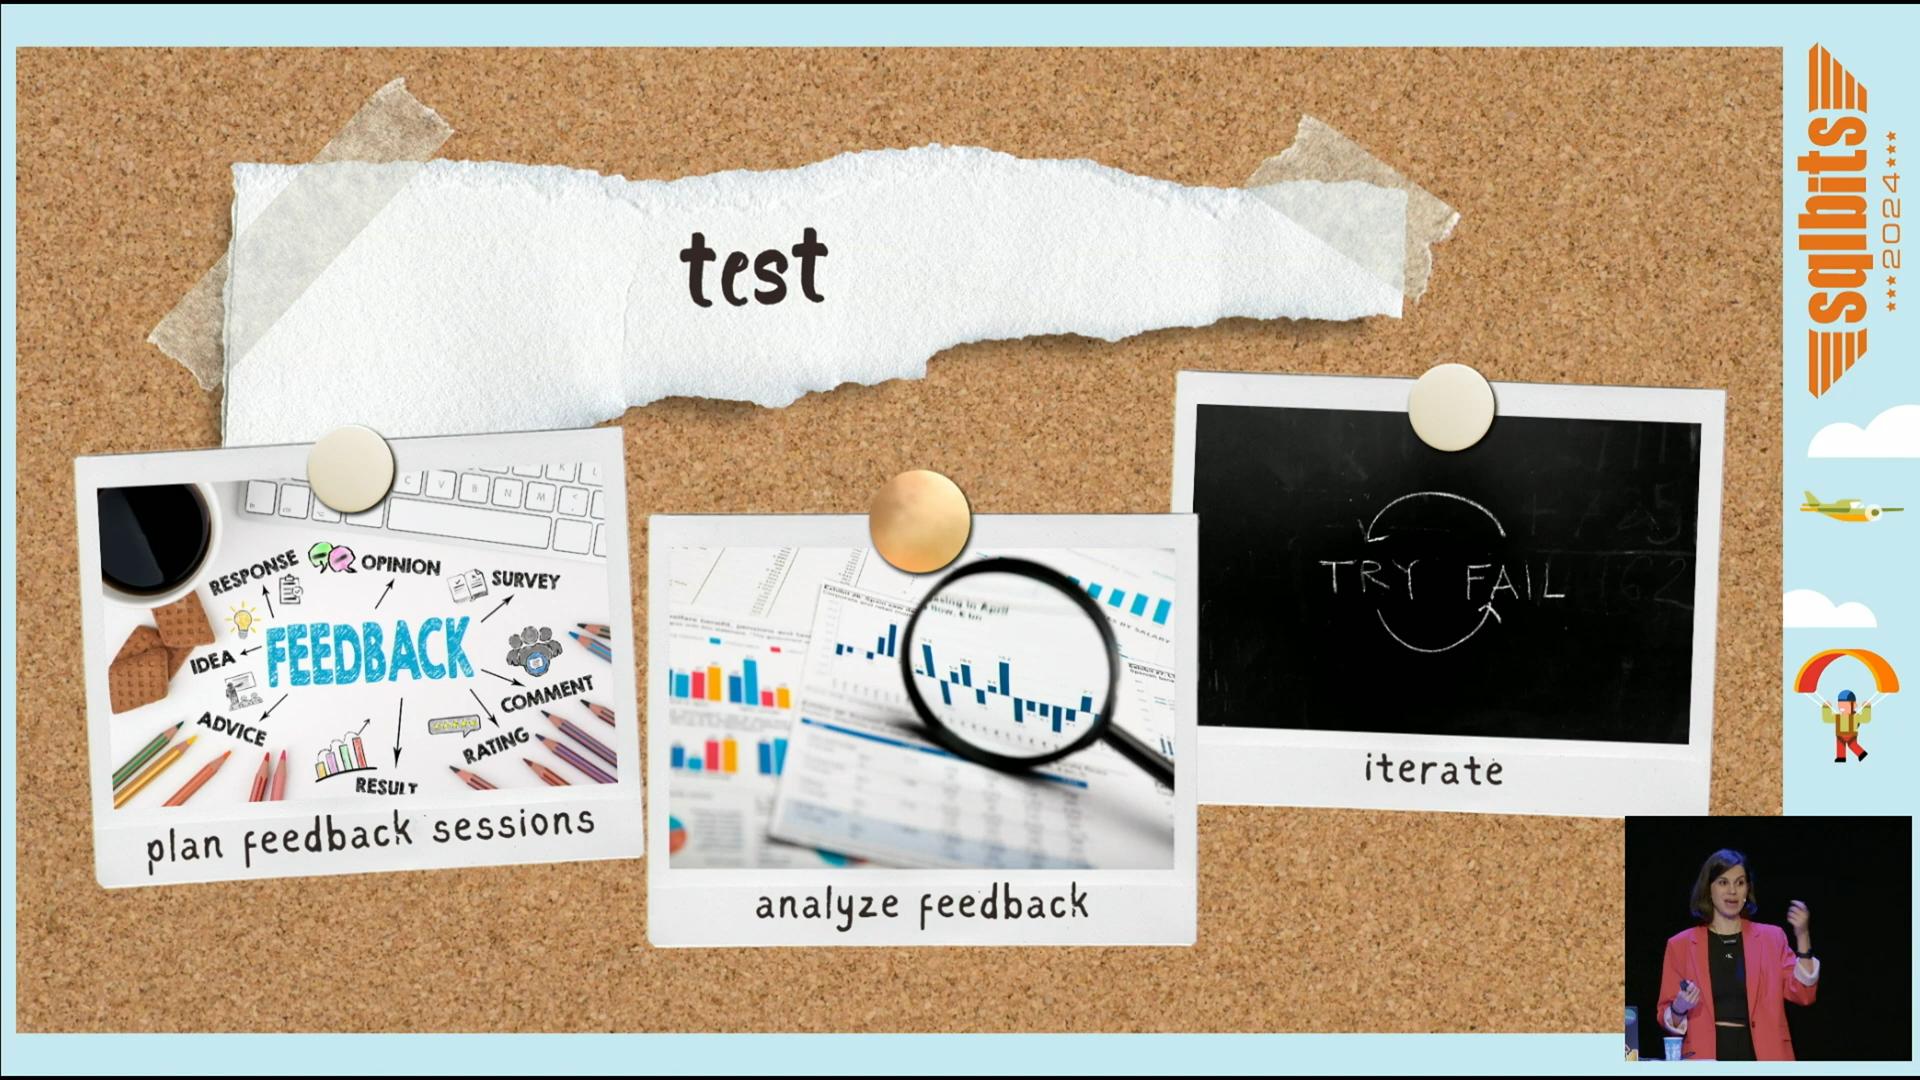 test
RESPONSE
OPINION
SURVEY
FEEDBACK
IDEA
COMMENT
ADVICE
RATING
RESULT
plan feedback sessions
analyze feedback
TRY FAIL
iterate
sqlbits
2024